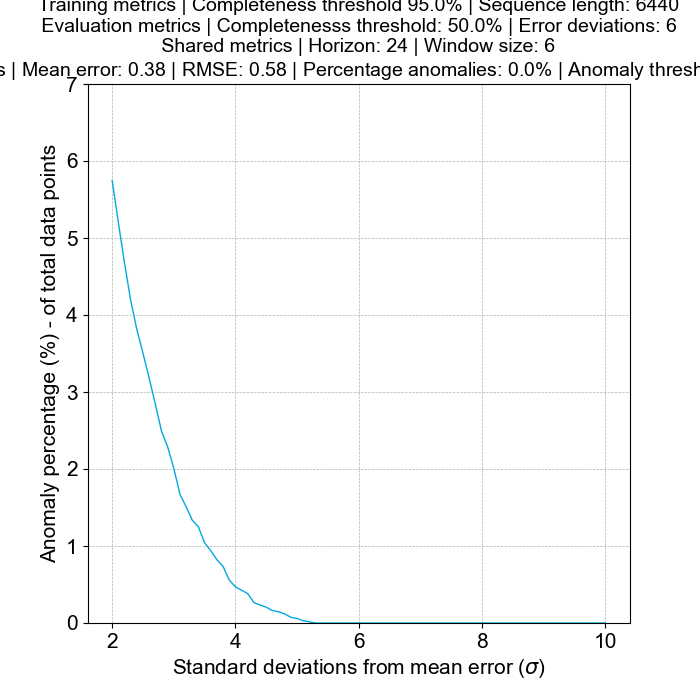 Training metrics | Completeness threshold 95.0% | Sequence length: 6440
Evaluation metrics | Completenesss threshold: 50.0% | Error deviations: 6
Shared metrics | Horizon: 24 | Window size: 6
s | Mean error: 0.38 | RMSE: 0.58 | Percentage anomalies: 0.0% | Anomaly thresh
7
6
5
4
3
2
1
0
Anomaly percentage (%) - of total data points
2 4 6 8 10
Standard deviations from mean error (σ)